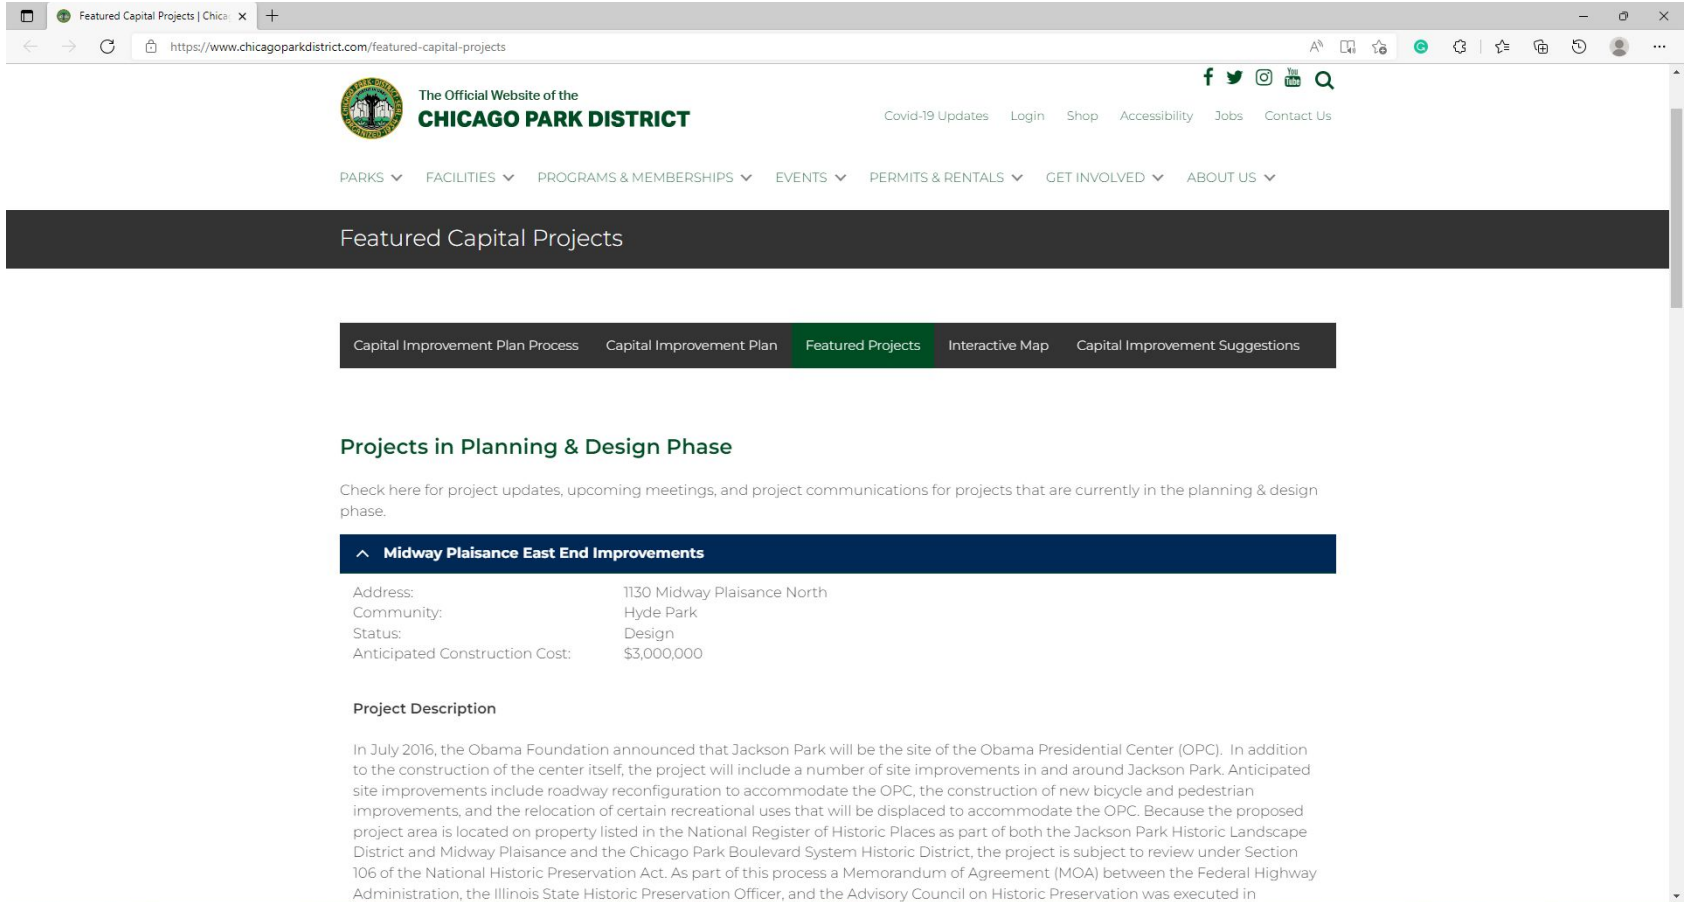 Featured Capital Projects | Chica
https://www.chicagoparkdistrict.com/featured-capital-projects
The Official Website of the
CHICAGO PARK DISTRICT
Covid-19 Updates Login Shop Accessibility Jobs Contact Us
PARKS FACILITIES PROGRAMS & MEMBERSHIPS EVENTS PERMITS & RENTALS GET INVOLVED ABOUT US
Featured Capital Projects
Capital Improvement Plan Process Capital Improvement Plan Featured Projects Interactive Map Capital Improvement Suggestions
Projects in Planning & Design Phase
Check here for project updates, upcoming meetings, and project communications for projects that are currently in the planning & design
phase.
Midway Plaisance East End Improvements
Address: 1130 Midway Plaisance North
Community: Hyde Park
Status: Design
Anticipated Construction Cost: $3,000,000
Project Description
In July 2016, the Obama Foundation announced that Jackson Park will be the site of the Obama Presidential Center (OPC). In addition
to the construction of the center itself, the project will include a number of site improvements in and around Jackson Park. Anticipated
site improvements include roadway reconfiguration to accommodate the OPC, the construction of new bicycle and pedestrian
improvements, and the relocation of certain recreational uses that will be displaced to accommodate the OPC. Because the proposed
project area is located on property listed in the National Register of Historic Places as part of both the Jackson Park Historic Landscape
District and Midway Plaisance and the Chicago Park Boulevard System Historic District, the project is subject to review under Section
106 of the National Historic Preservation Act. As part of this process a Memorandum of Agreement (MOA) between the Federal Highway
Administration, the Illinois State Historic Preservation Officer, and the Advisory Council on Historic Preservation was executed in